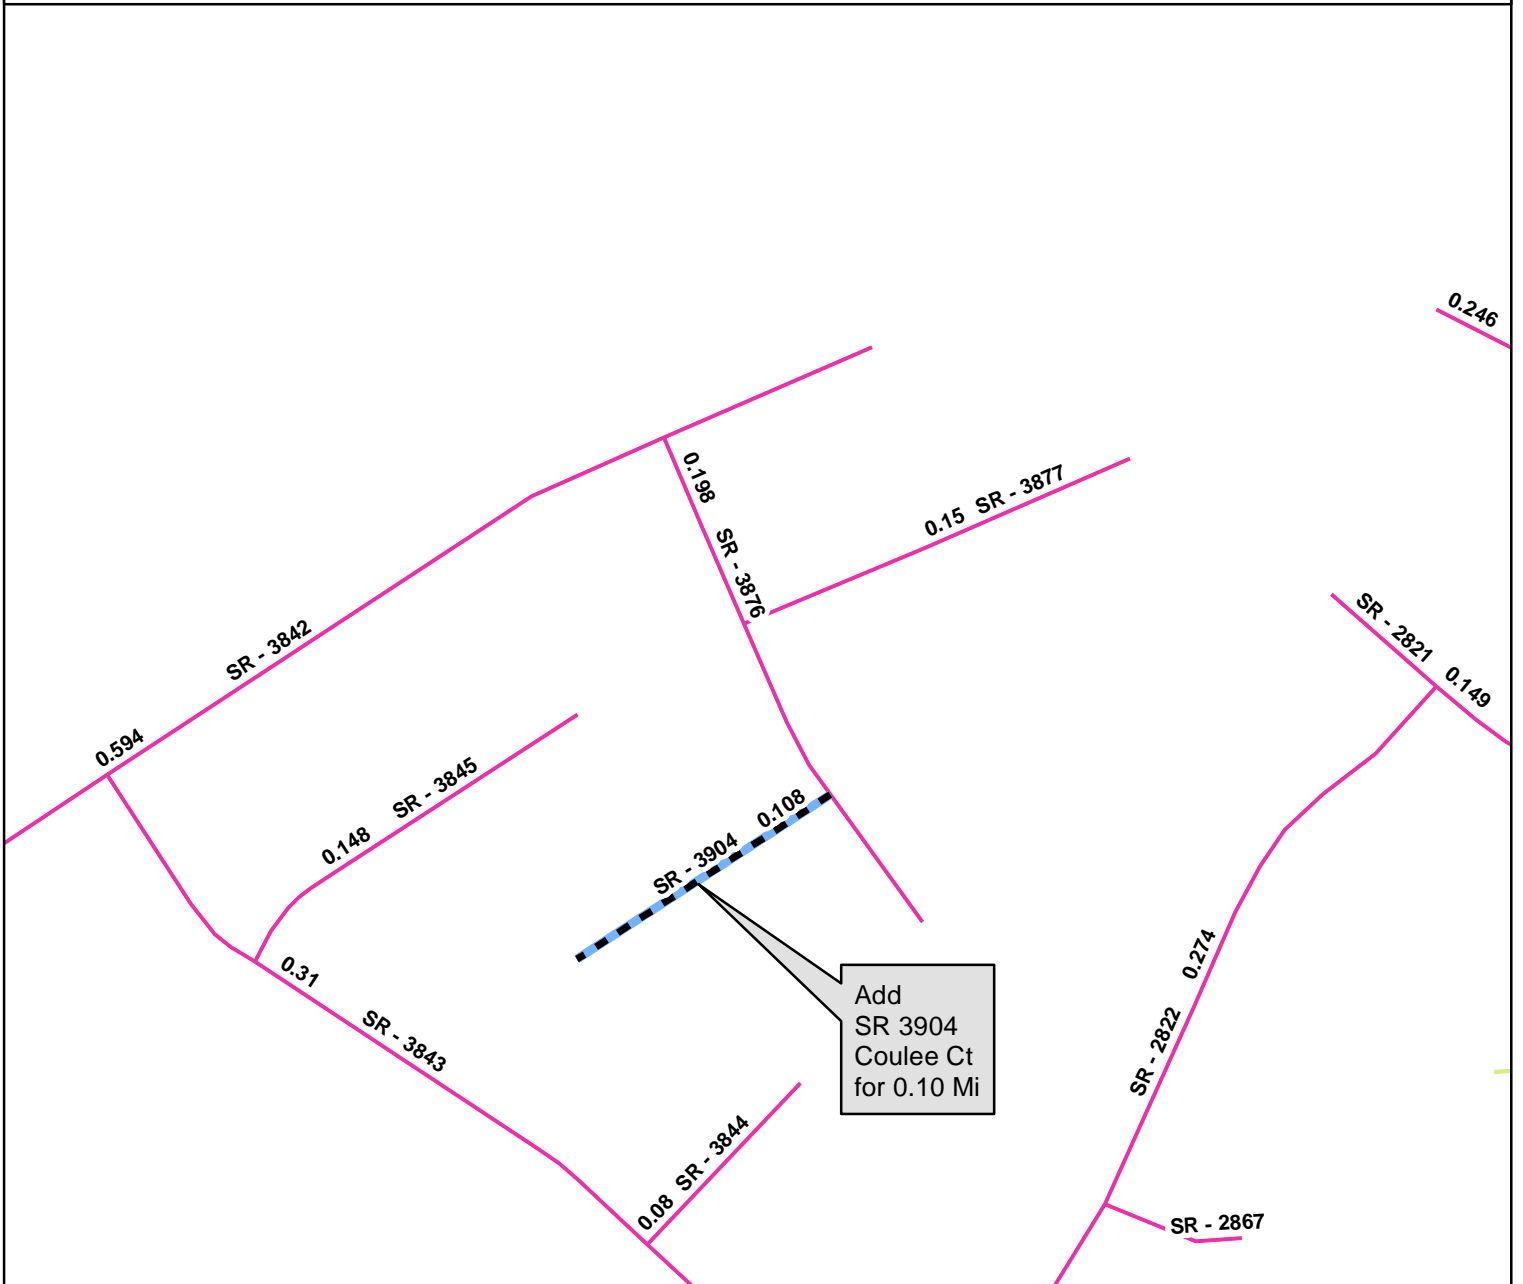 0.246
0.198
SR - 3876
0.15 SR - 3877
SR - 3842
0.594
SR - 2821
0.149
SR - 3845
0.148
0.108
SR - 3904
0.31
SR - 3843
Add
SR 3904
Coulee Ct
for 0.10 Mi
0.274
SR - 2822
SR - 3844
0.08
SR - 2867